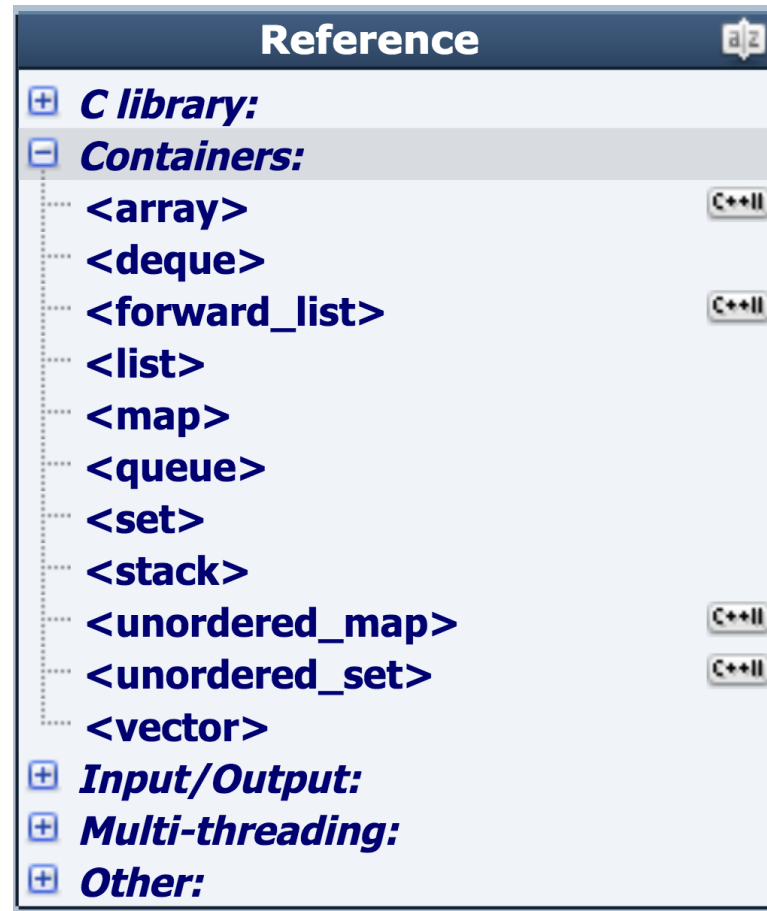 Reference a|z
C library:
Containers:
<array> C++11
<deque>
<forward_list> C++11
<list>
<map>
<queue>
<set>
<stack>
<unordered_map> C++11
<unordered_set> C++11
<vector>
Input/Output:
Multi-threading:
Other: